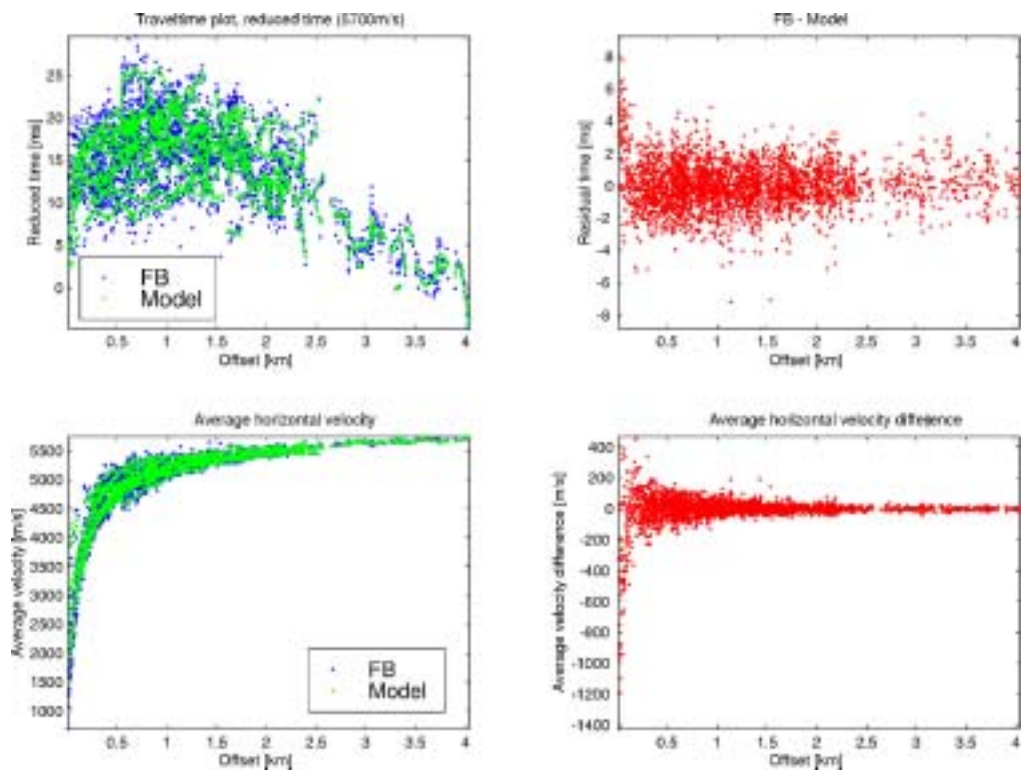 Traveltime plot, reduced time (5700m/s)
Reduced time [ms]
25
20
15
10
5
0
FB
Model
0.5 1 1.5 2 2.5 3 3.5 4
Offset [km]
FB - Model
Residual time [ms]
8
6
4
2
0
-2
-4
-6
-8
0.5 1 1.5 2 2.5 3 3.5 4
Offset [km]
Average horizontal velocity
Average velocity [m/s]
5500
5000
4500
4000
3500
3000
2500
2000
1500
1000
FB
Model
0.5 1 1.5 2 2.5 3 3.5 4
Offset [km]
Average horizontal velocity difference
Average velocity difference [m/s]
400
200
0
-200
-400
-600
-800
-1000
-1200
-1400
0.5 1 1.5 2 2.5 3 3.5 4
Offset [km]